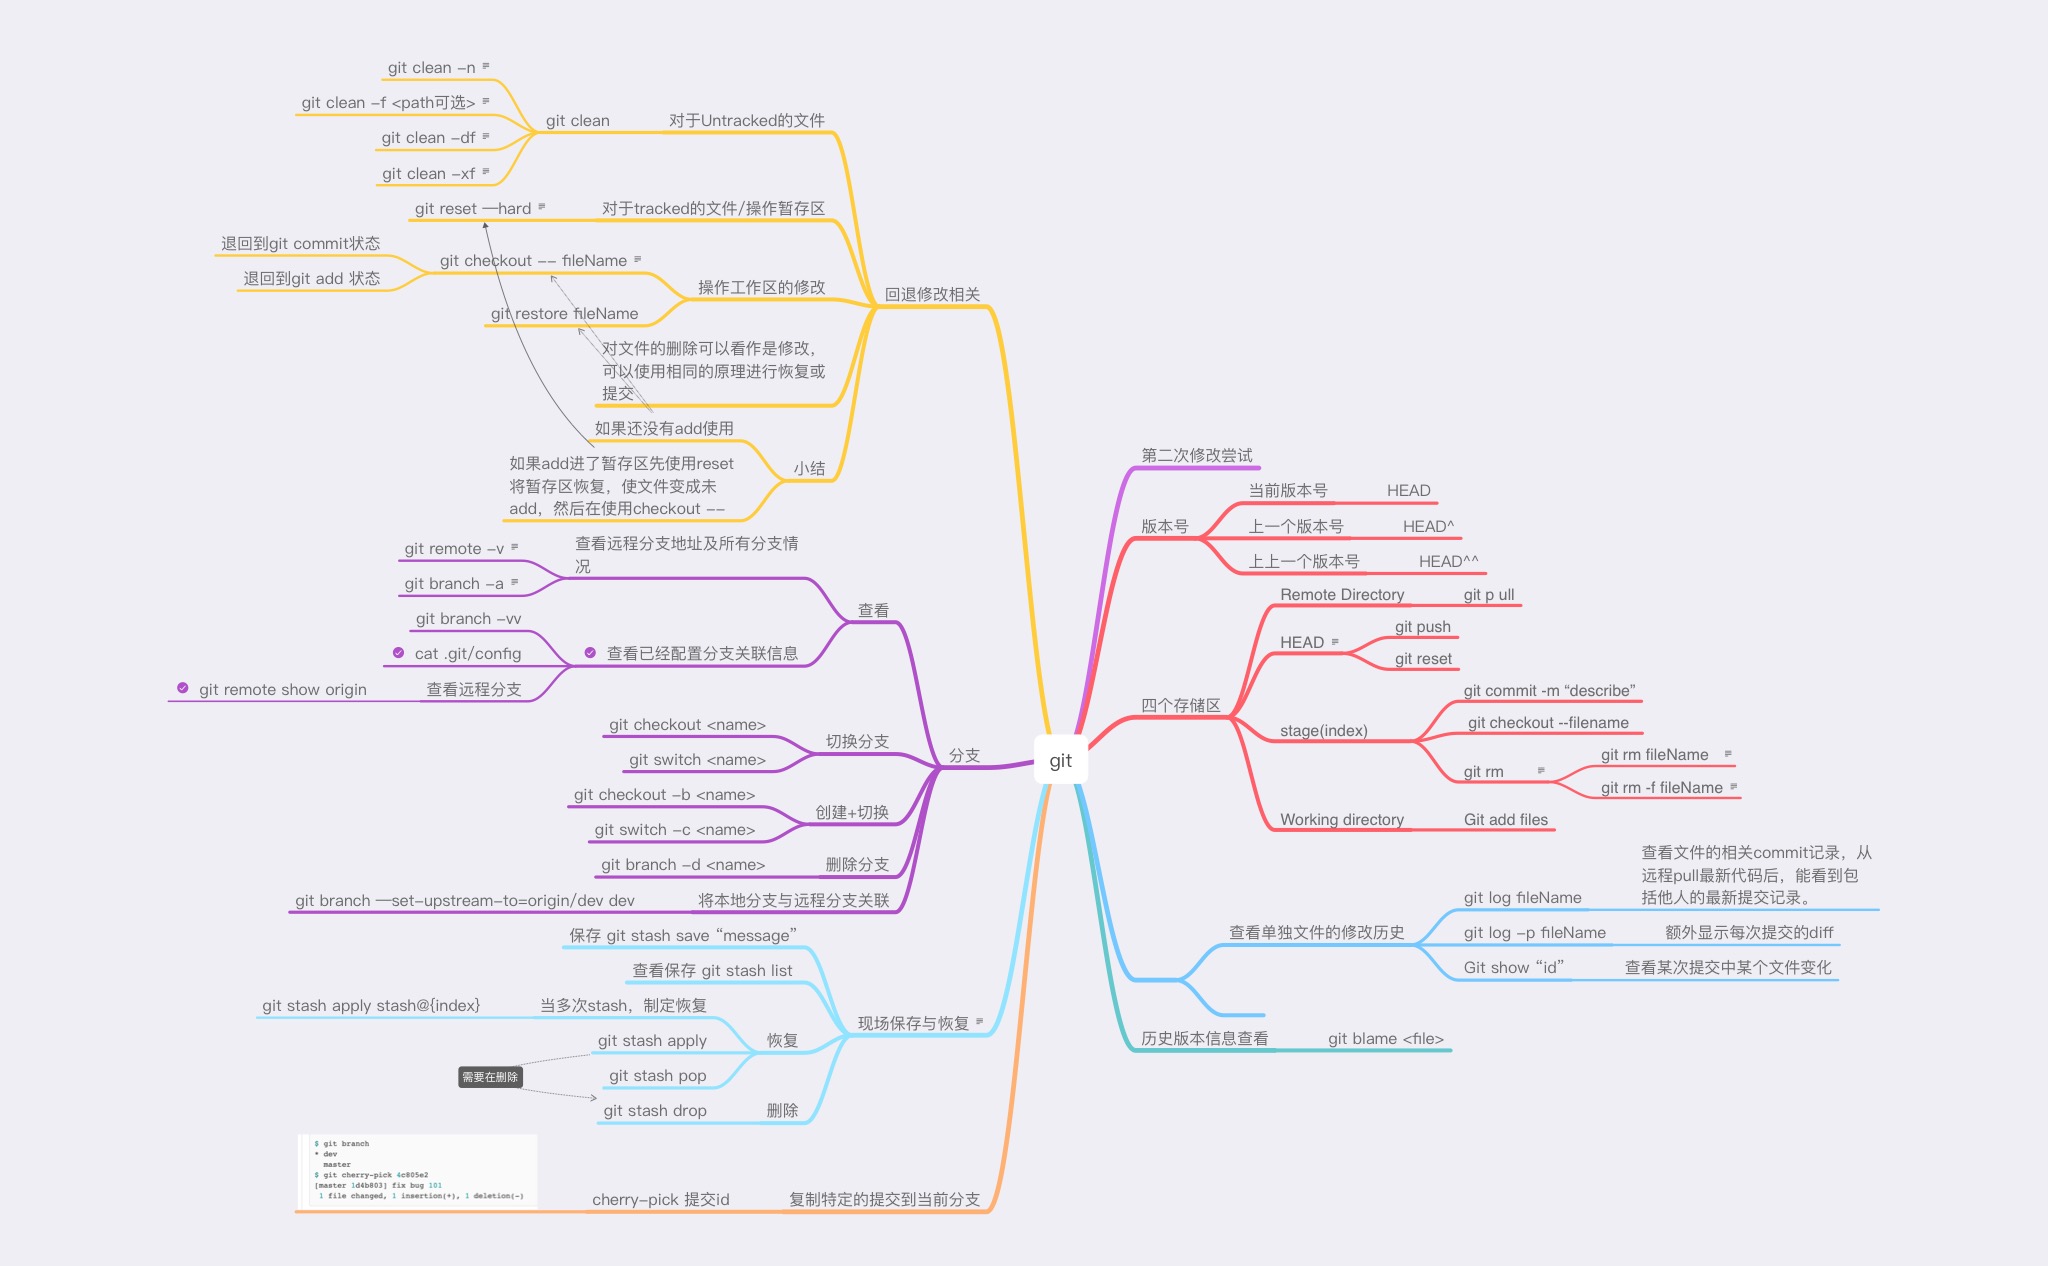 git clean -n
git clean -f <path可选>
git clean -df
git clean -xf
git clean
对于Untracked的文件
git reset —hard
对于tracked的文件/操作暂存区
退回到git commit状态
退回到git add 状态
git checkout -- fileName
git restore fileName
操作工作区的修改
回退修改相关
对文件的删除可以看作是修改，
可以使用相同的原理进行恢复或
提交
如果还没有add使用
如果add进了暂存区先使用reset
将暂存区恢复，使文件变成未
add，然后在使用checkout --
小结
git remote -v
git branch -a
查看远程分支地址及所有分支情
况
git branch -vv
cat .git/config
git remote show origin
查看远程分支
查看已经配置分支关联信息
查看
git checkout <name>
git switch <name>
切换分支
分支
git checkout -b <name>
git switch -c <name>
创建+切换
git branch -d <name>
删除分支
git branch —set-upstream-to=origin/dev dev
将本地分支与远程分支关联
保存 git stash save “message”
查看保存 git stash list
git stash apply stash@{index}
当多次stash，制定恢复
git stash apply
git stash pop
恢复
需要在删除
git stash drop
删除
现场保存与恢复
$ git branch
* dev
master
$ git cherry-pick 4c805e2
[master 1d4b803] fix bug 101
1 file changed, 1 insertion(+), 1 deletion(-)
cherry-pick 提交id
复制特定的提交到当前分支
git
第二次修改尝试
版本号
当前版本号
HEAD
上一个版本号
HEAD^
上上一个版本号
HEAD^^
四个存储区
Remote Directory
git p ull
HEAD
git push
git reset
stage(index)
git commit -m “describe”
git checkout --filename
git rm
git rm fileName
git rm -f fileName
Working directory
Git add files
查看单独文件的修改历史
git log fileName
查看文件的相关commit记录，从
远程pull最新代码后，能看到包
括他人的最新提交记录。
git log -p fileName
额外显示每次提交的diff
Git show “id”
查看某次提交中某个文件变化
历史版本信息查看
git blame <file>